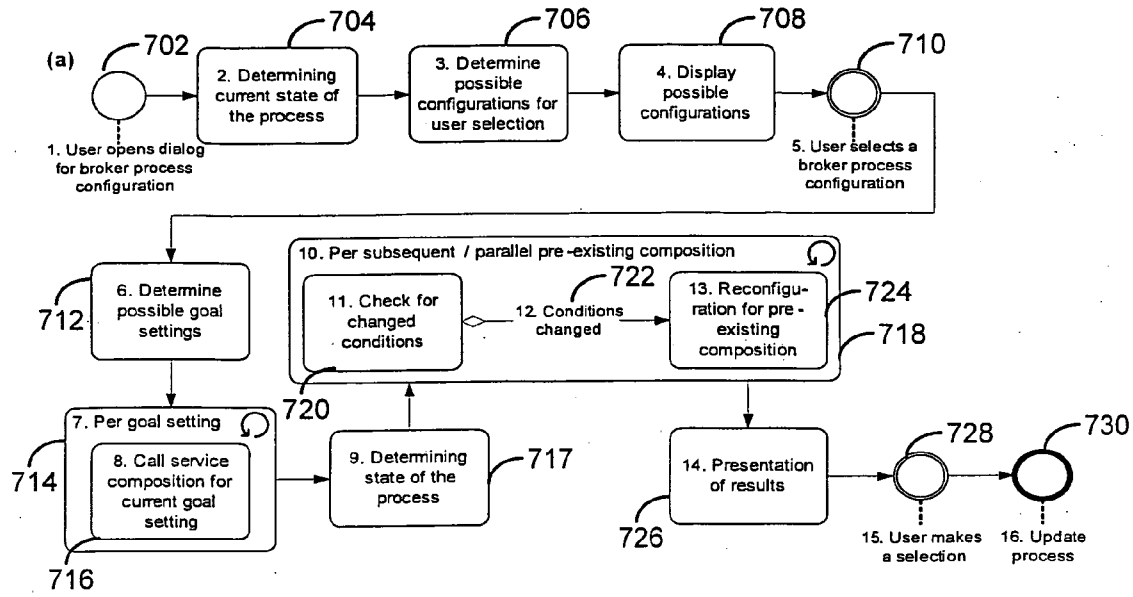 (a)
702
704
706
708
710
2. Determining
current state of
the process
3. Determine
possible
configurations for
user selection
4. Display
possible
configurations
1. User opens dialog
for broker process
configuration
5. User selects a
broker process
configuration
10. Per subsequent / parallel pre-existing composition
722
712
6. Determine
possible goal
settings
11. Check for
changed
conditions
12. Conditions
changed
13. Reconfigu-
ration for pre-
existing
composition
724
718
720
7. Per goal setting
714
8. Call service
composition for
current goal
setting
716
9. Determining
state of the
process
717
14. Presentation
of results
726
728
730
15. User makes
a selection
16. Update
process